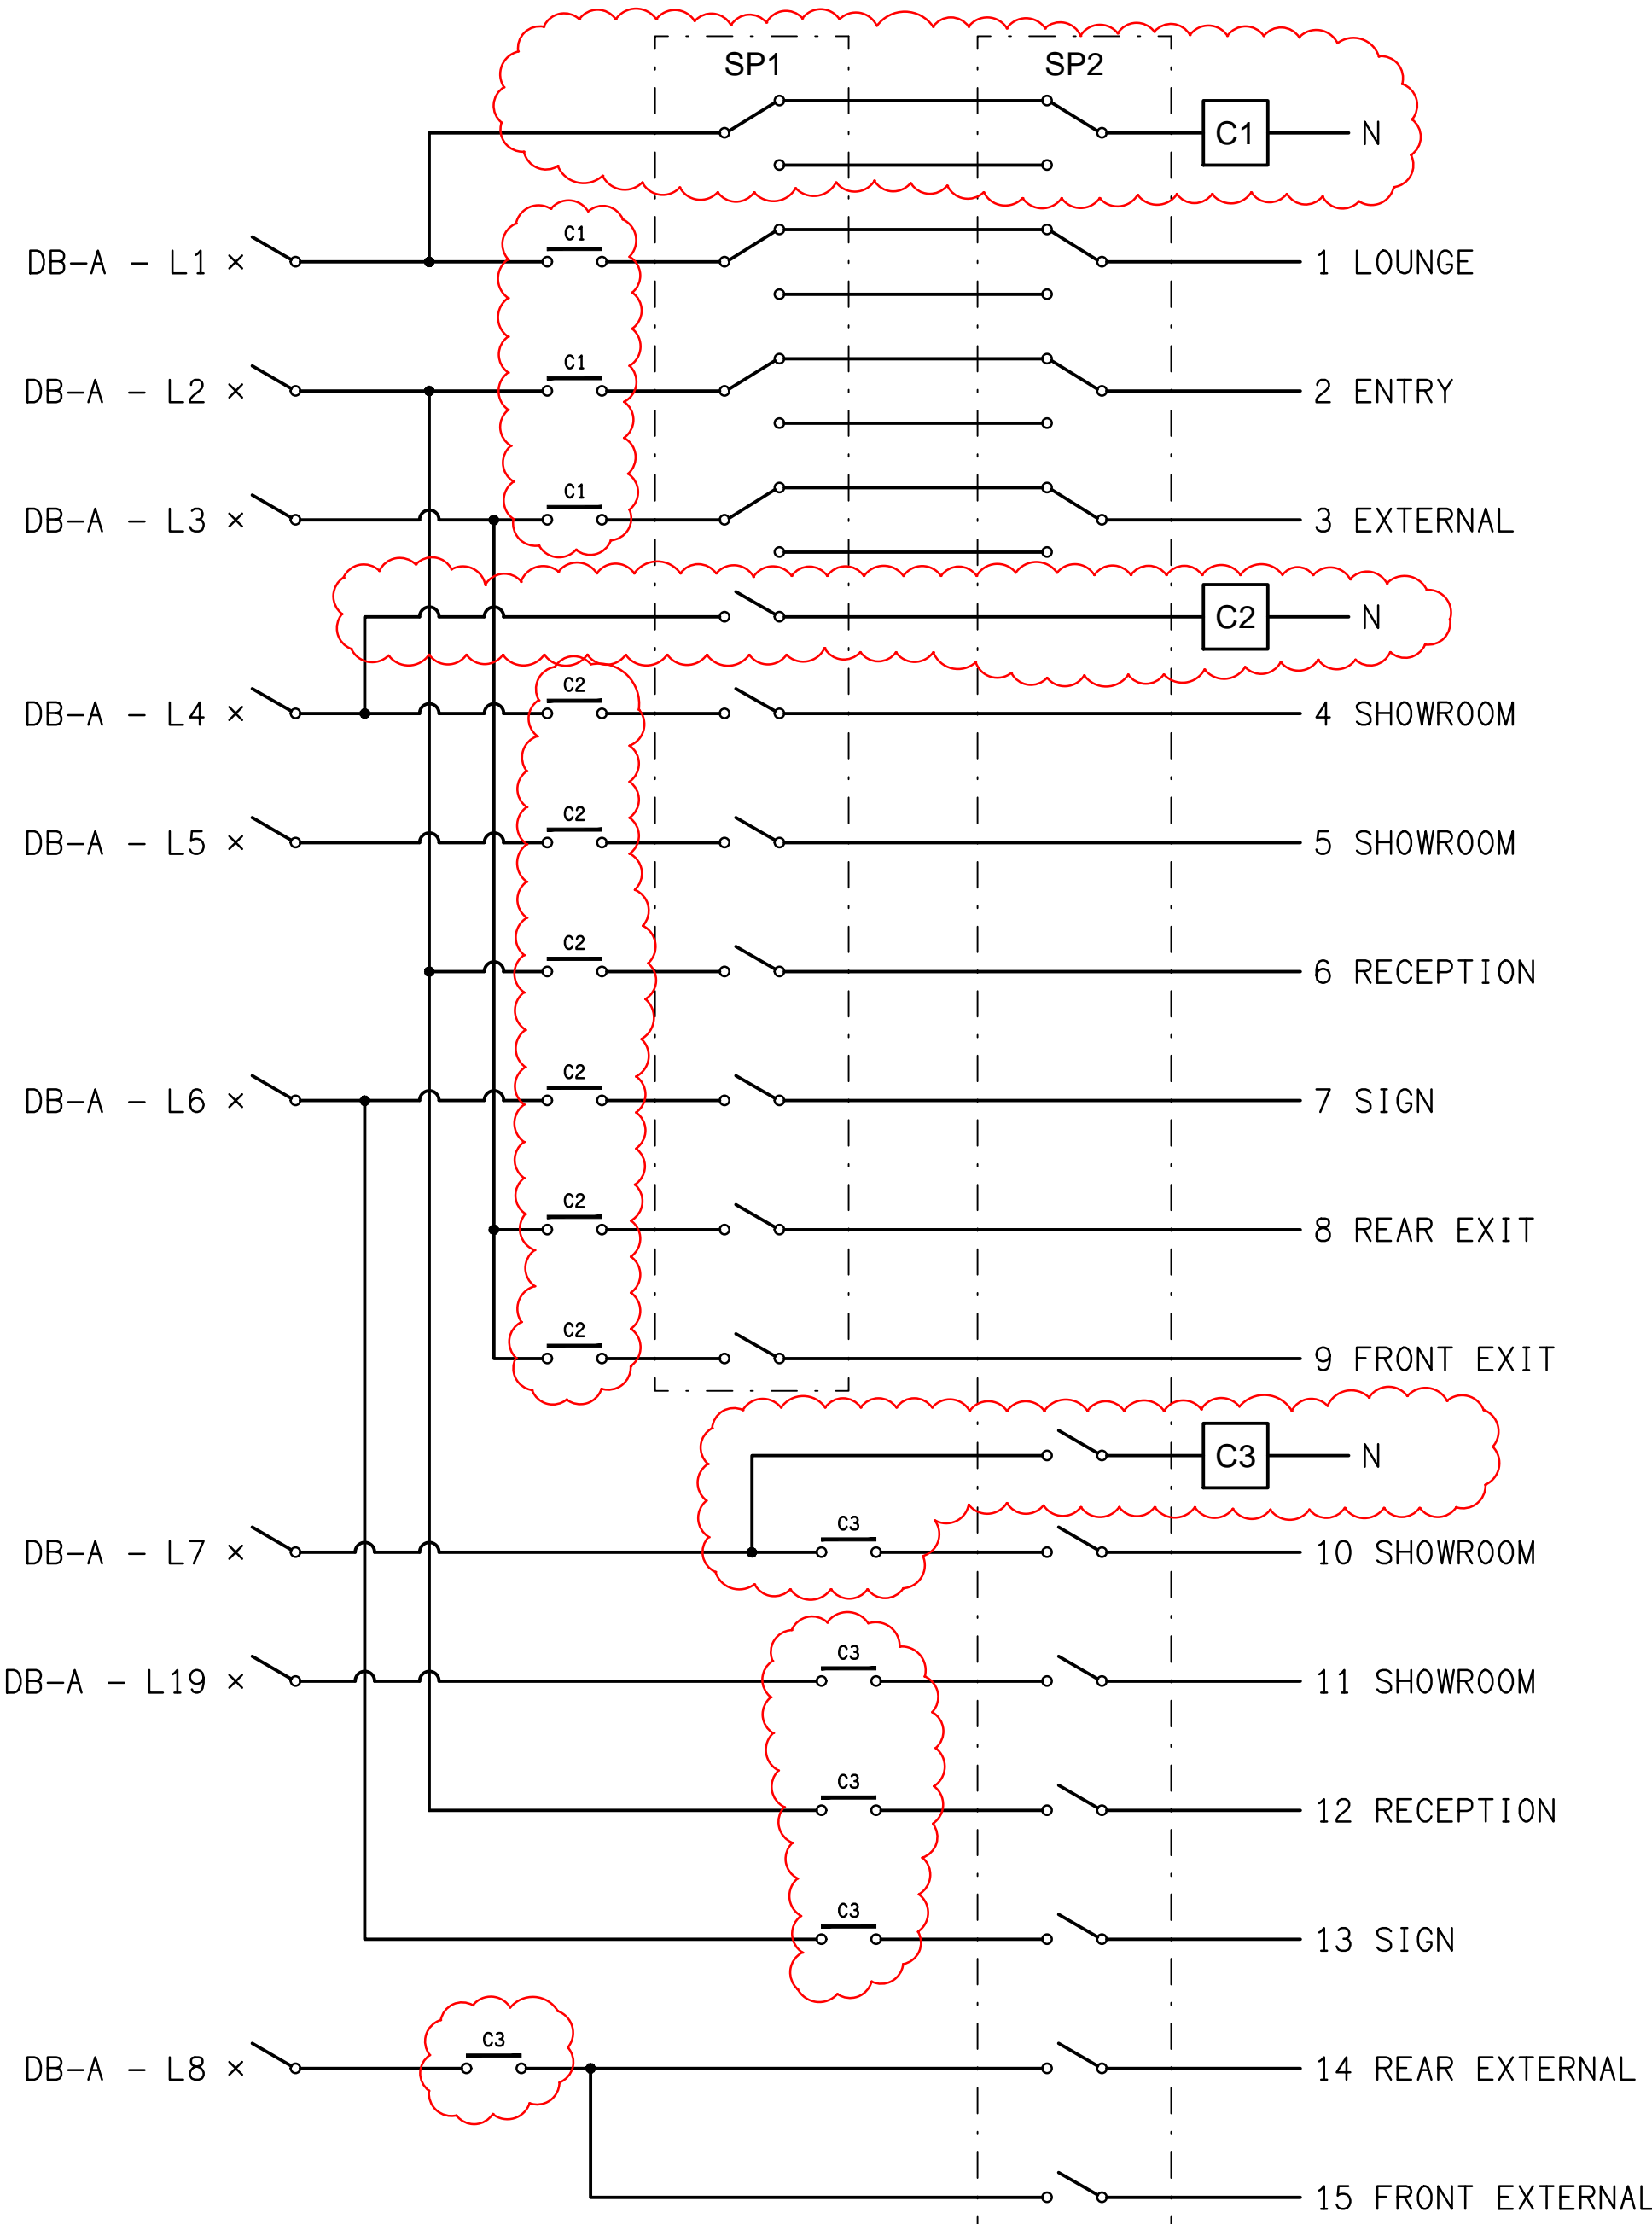 SP1 SP2
C1 N
DB-A - L1 × C1 1 LOUNGE
DB-A - L2 × C1 2 ENTRY
DB-A - L3 × C1 3 EXTERNAL
C2 N
DB-A - L4 × C2 4 SHOWROOM
DB-A - L5 × C2 5 SHOWROOM
C2 6 RECEPTION
DB-A - L6 × C2 7 SIGN
C2 8 REAR EXIT
C2 9 FRONT EXIT
C3 N
DB-A - L7 × C3 10 SHOWROOM
DB-A - L19 × C3 11 SHOWROOM
C3 12 RECEPTION
C3 13 SIGN
DB-A - L8 × C3 14 REAR EXTERNAL
15 FRONT EXTERNAL